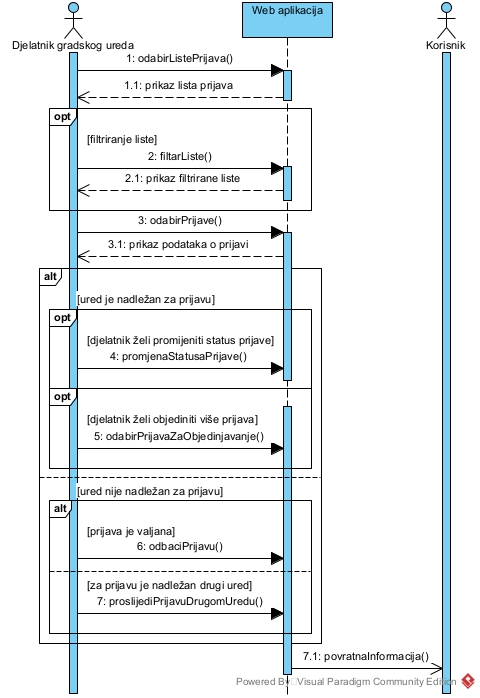 Web aplikacija
Djelatnik gradskog ureda
Korisnik
1: odabirListePrijava()
1.1: prikaz lista prijava
opt
[filtriranje liste]
2: filtarListe()
2.1: prikaz filtrirane liste
3: odabirPrijave()
3.1: prikaz podataka o prijavi
alt
[ured je nadležan za prijavu]
opt
[djelatnik želi promijeniti status prijave]
4: promjenaStatusaPrijave()
opt
[djelatnik želi objediniti više prijava]
5: odabirPrijavaZaObjedinjavanje()
[ured nije nadležan za prijavu]
alt
[prijava je valjana]
6: odbaciPrijavu()
[za prijavu je nadležan drugi ured]
7: proslijediPrijavuDrugomUredu()
7.1: povratnaInformacija()
Powered By Visual Paradigm Community Edition